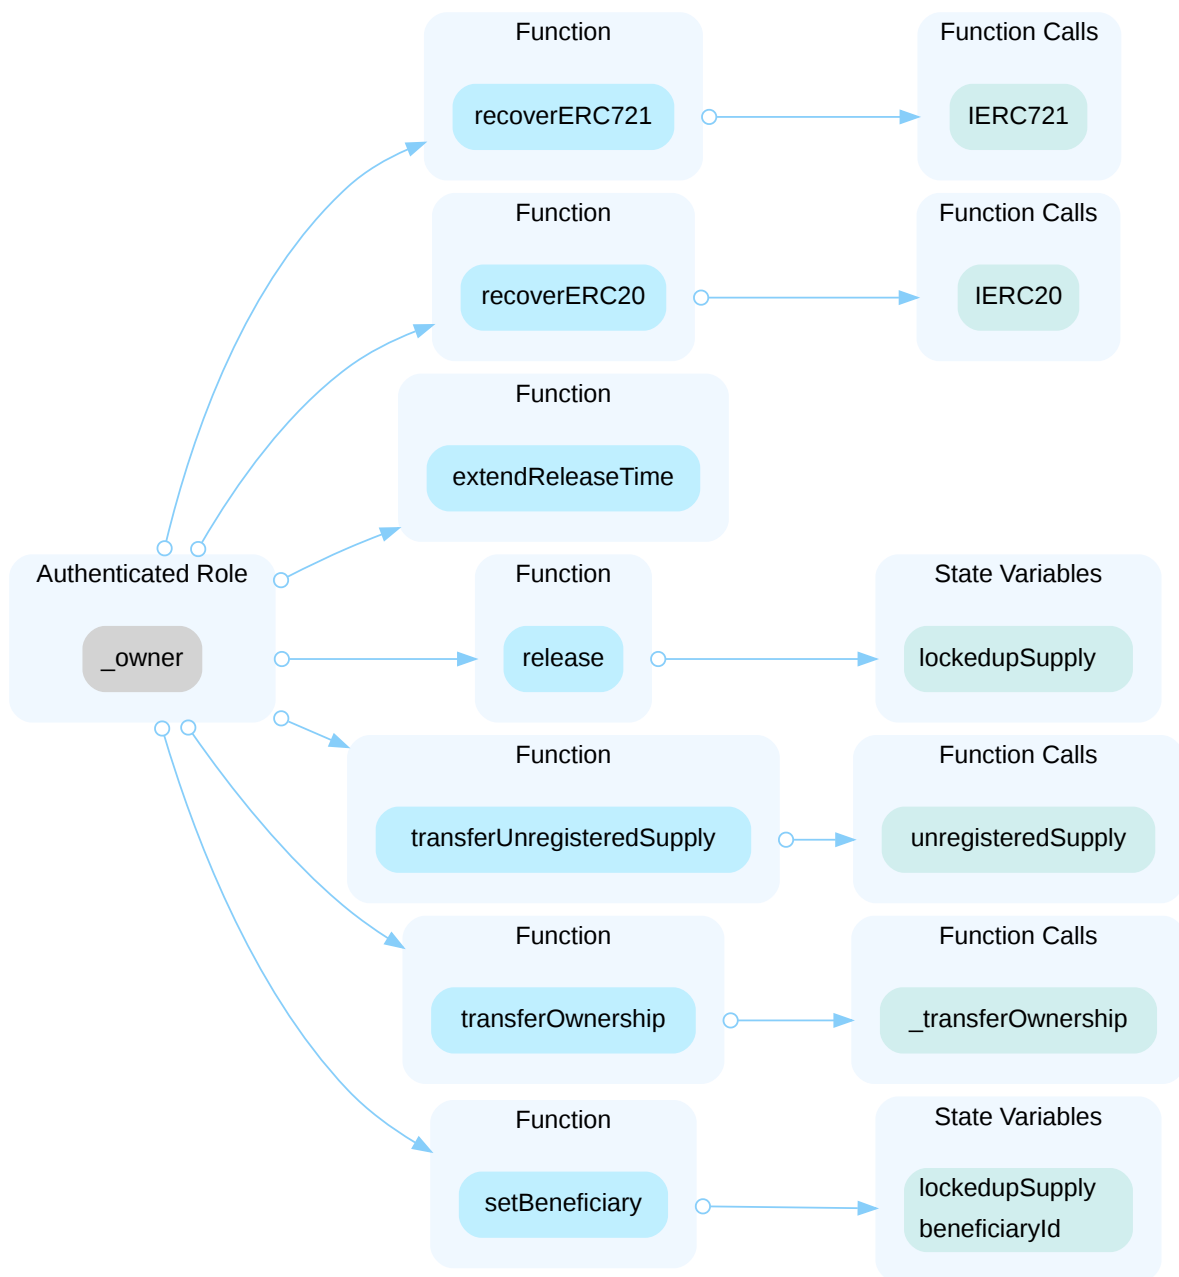 Function
Function Calls
recoverERC721
IERC721
Function
Function Calls
recoverERC20
IERC20
Function
extendReleaseTime
Authenticated Role
Function
State Variables
_owner
release
lockedupSupply
Function
Function Calls
transferUnregisteredSupply
unregisteredSupply
Function
Function Calls
transferOwnership
_transferOwnership
Function
State Variables
setBeneficiary
lockedupSupply
beneficiaryId